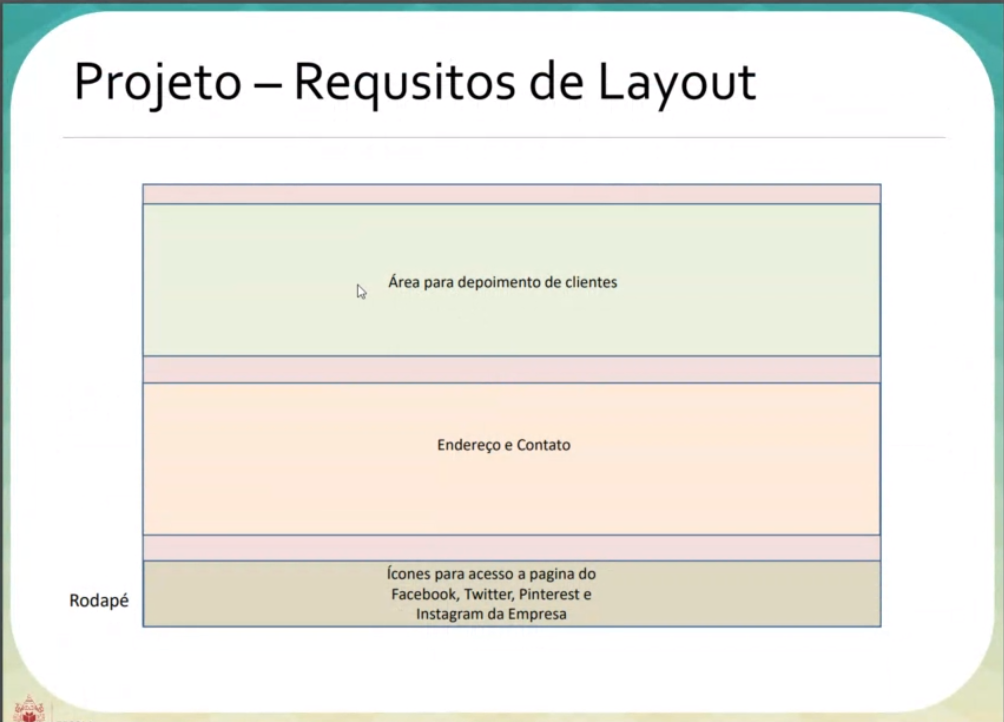 Projeto – Requsitos de Layout
Área para depoimento de clientes
Endereço e Contato
Ícones para acesso a pagina do
Facebook, Twitter, Pinterest e
Instagram da Empresa
Rodapé